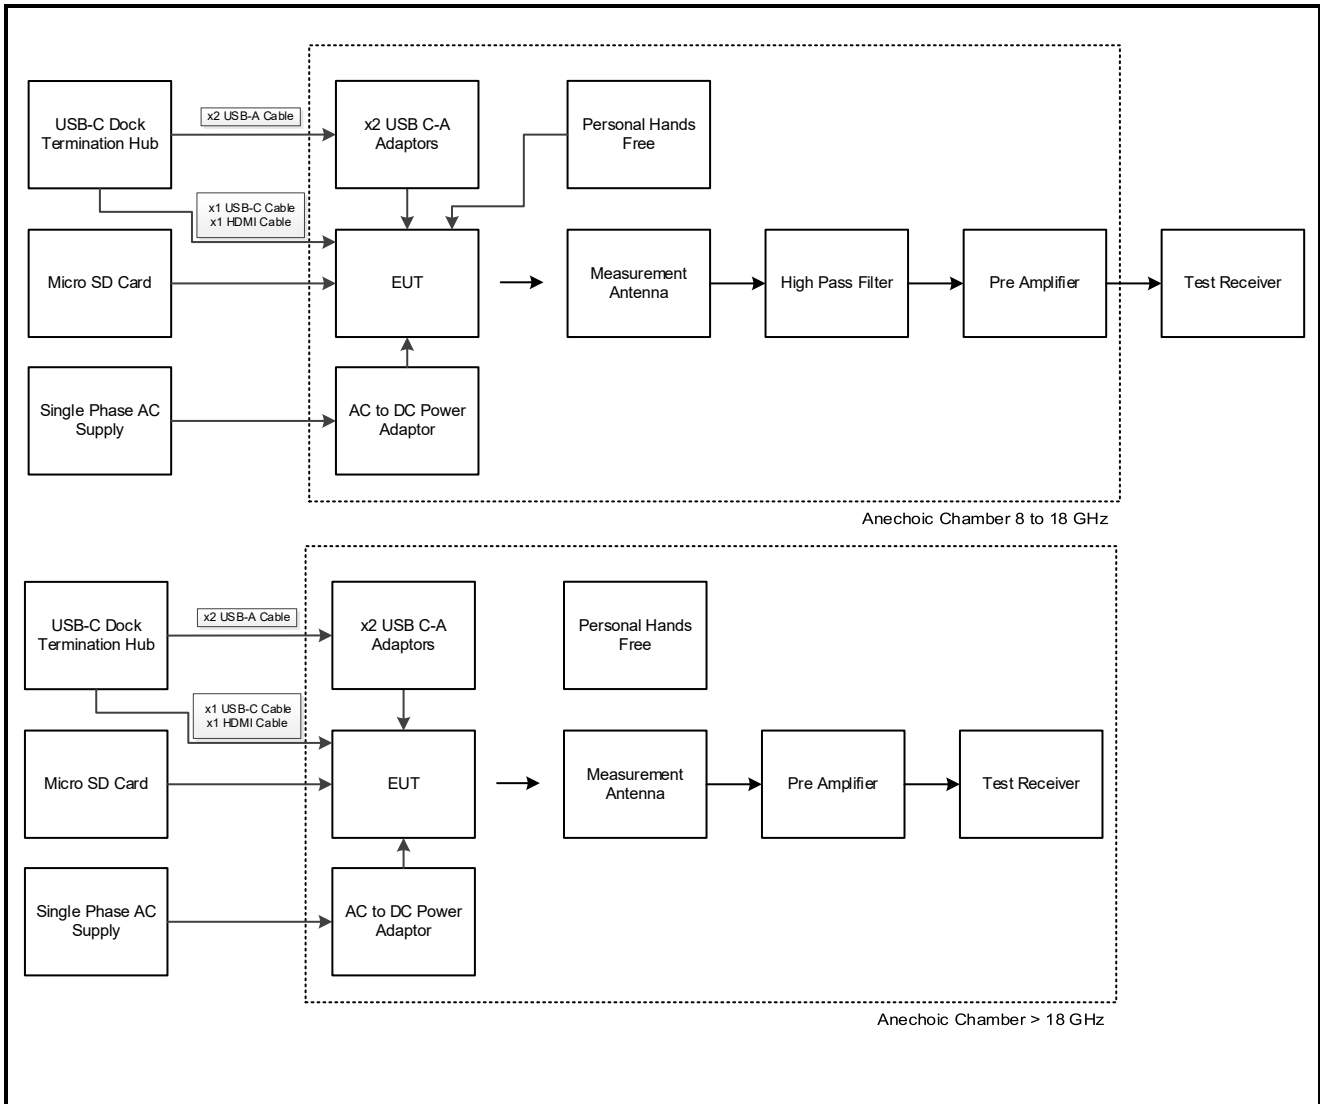 USB-C Dock
Termination Hub
x2 USB-A Cable
x2 USB C-A
Adaptors
Personal Hands
Free
x1 USB-C Cable
x1 HDMI Cable
Micro SD Card
EUT
Measurement
Antenna
High Pass Filter
Pre Amplifier
Test Receiver
Single Phase AC
Supply
AC to DC Power
Adaptor
Anechoic Chamber 8 to 18 GHz
USB-C Dock
Termination Hub
x2 USB-A Cable
x2 USB C-A
Adaptors
Personal Hands
Free
x1 USB-C Cable
x1 HDMI Cable
Micro SD Card
EUT
Measurement
Antenna
Pre Amplifier
Test Receiver
Single Phase AC
Supply
AC to DC Power
Adaptor
Anechoic Chamber > 18 GHz